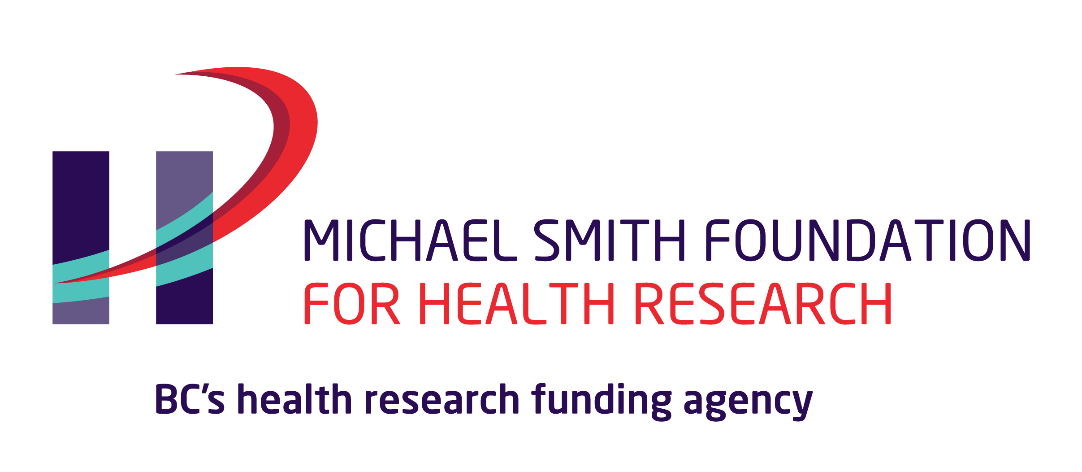 MICHAEL SMITH FOUNDATION
FOR HEALTH RESEARCH
BC's health research funding agency